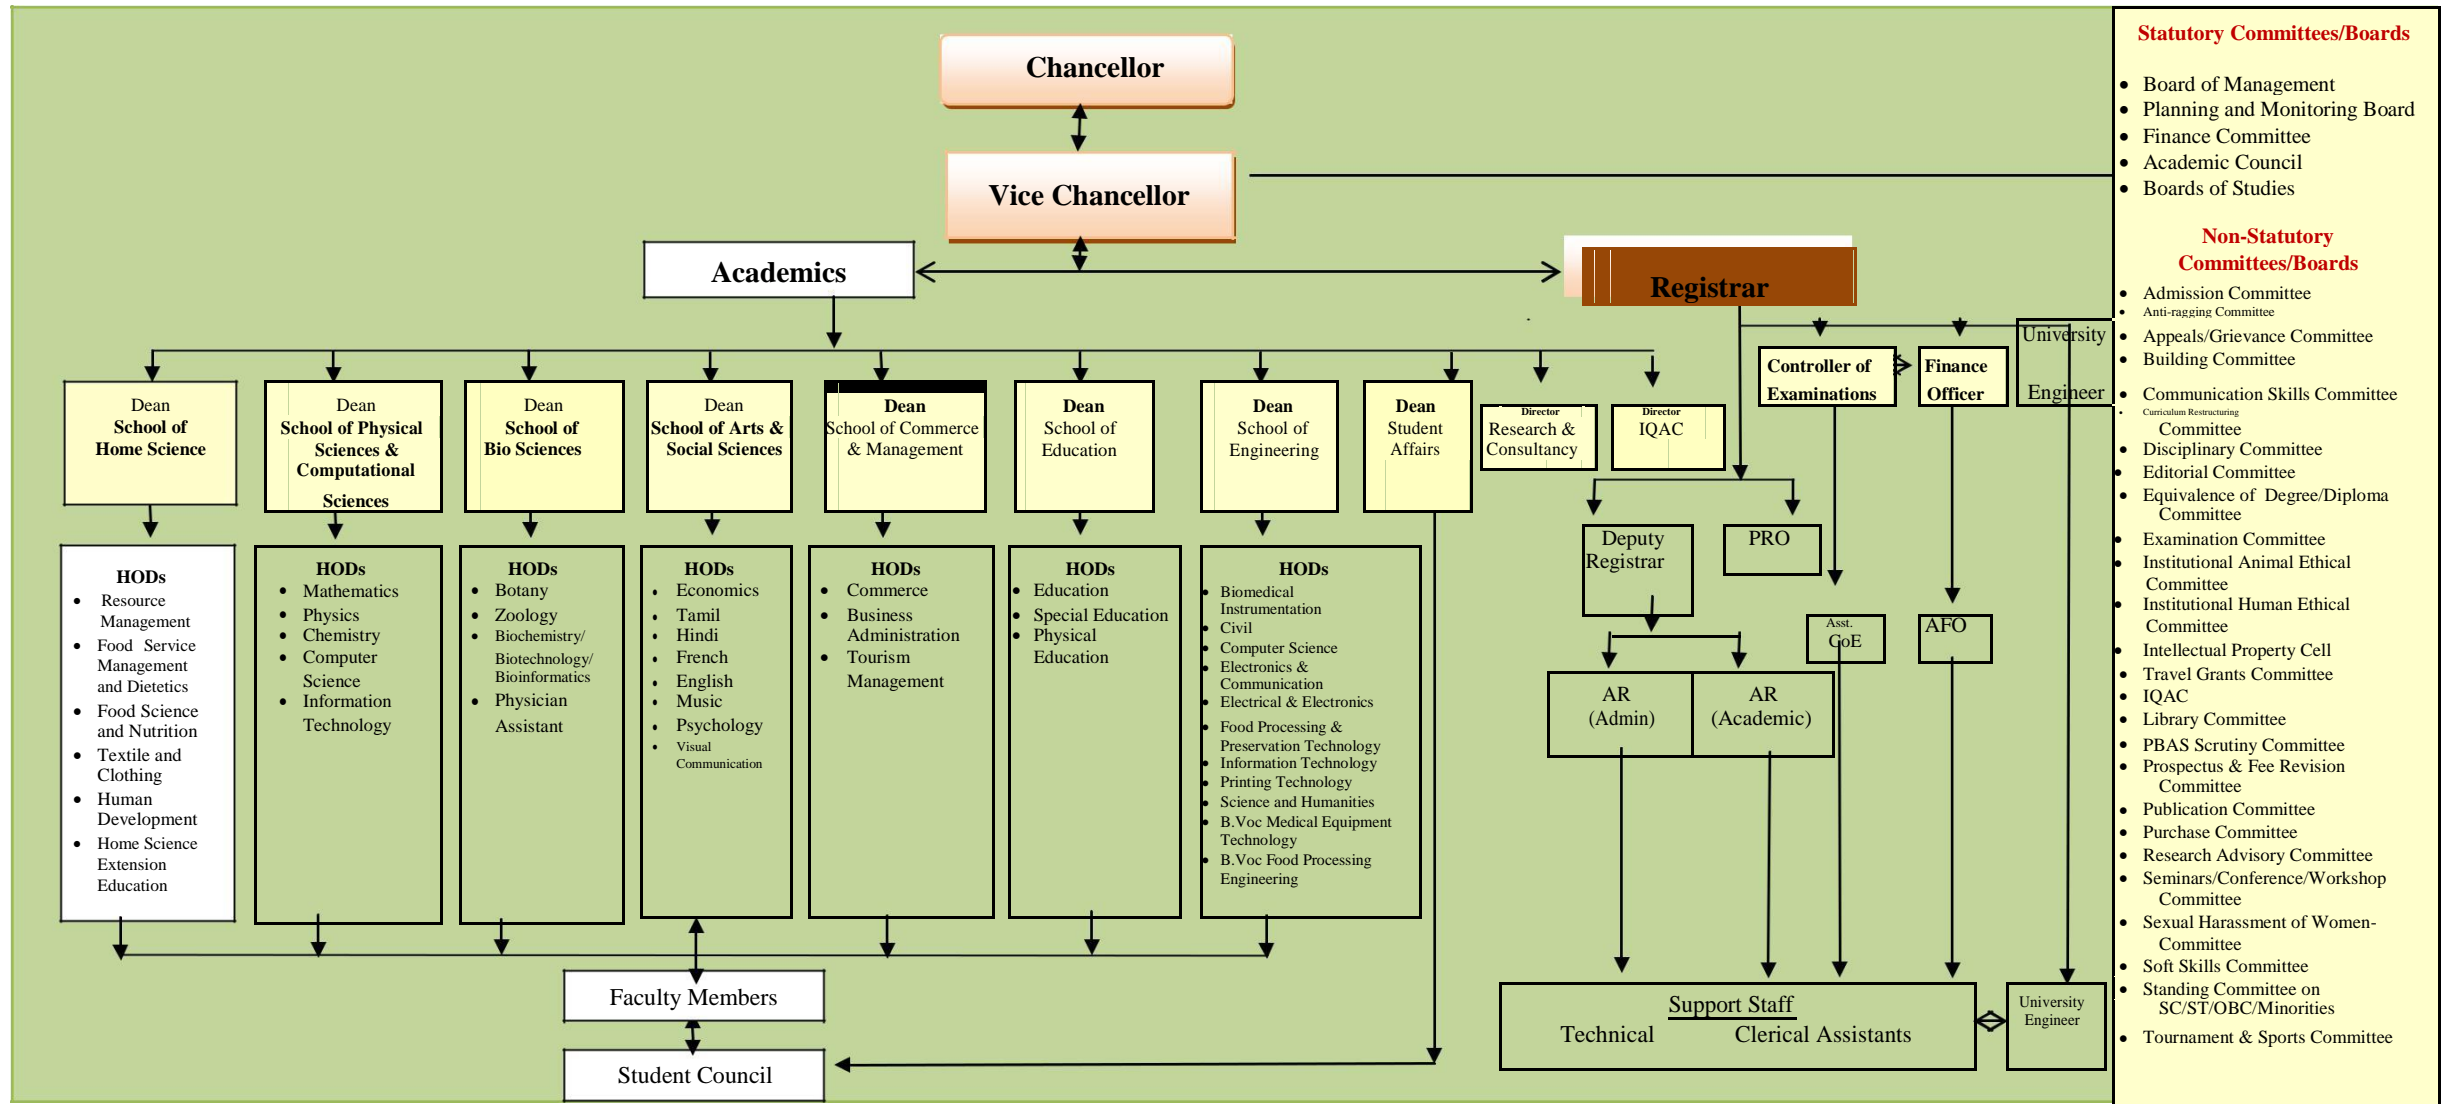 Chancellor
Vice Chancellor
Academics
Registrar
University
Engineer
Controller of
Examinations
Finance
Officer
Dean
School of
Home Science
Dean
School of Physical
Sciences &
Computational
Sciences
Dean
School of
Bio Sciences
Dean
School of Arts &
Social Sciences
Dean
School of Commerce
& Management
Dean
School of
Education
Dean
School of
Engineering
Dean
Student
Affairs
Director
Research &
Consultancy
Director
IQAC
Deputy
Registrar
PRO
HODs
• Resource
Management
• Food Service
Management
and Dietetics
• Food Science
and Nutrition
• Textile and
Clothing
• Human
Development
• Home Science
Extension
Education
HODs
• Mathematics
• Physics
• Chemistry
• Computer
Science
• Information
Technology
HODs
• Botany
• Zoology
• Biochemistry/
Biotechnology/
Bioinformatics
• Physician
Assistant
HODs
• Economics
• Tamil
• Hindi
• French
• English
• Music
• Psychology
• Visual
Communication
HODs
• Commerce
• Business
Administration
• Tourism
Management
HODs
• Education
• Special Education
• Physical
Education
HODs
• Biomedical
Instrumentation
• Civil
• Computer Science
• Electronics &
Communication
• Electrical & Electronics
• Food Processing &
Preservation Technology
• Information Technology
• Printing Technology
• Science and Humanities
• B.Voc Medical Equipment
Technology
• B.Voc Food Processing
Engineering
Asst.
CoE
AFO
AR
(Admin)
AR
(Academic)
Faculty Members
Student Council
Support Staff
Technical Clerical Assistants
University
Engineer
Statutory Committees/Boards
• Board of Management
• Planning and Monitoring Board
• Finance Committee
• Academic Council
• Boards of Studies
Non-Statutory
Committees/Boards
• Admission Committee
• Anti-ragging Committee
• Appeals/Grievance Committee
• Building Committee
• Communication Skills Committee
• Curriculum Restructuring
Committee
• Disciplinary Committee
• Editorial Committee
• Equivalence of Degree/Diploma
Committee
• Examination Committee
• Institutional Animal Ethical
Committee
• Institutional Human Ethical
Committee
• Intellectual Property Cell
• Travel Grants Committee
• IQAC
• Library Committee
• PBAS Scrutiny Committee
• Prospectus & Fee Revision
Committee
• Publication Committee
• Purchase Committee
• Research Advisory Committee
• Seminars/Conference/Workshop
Committee
• Sexual Harassment of Women-
Committee
• Soft Skills Committee
• Standing Committee on
SC/ST/OBC/Minorities
• Tournament & Sports Committee